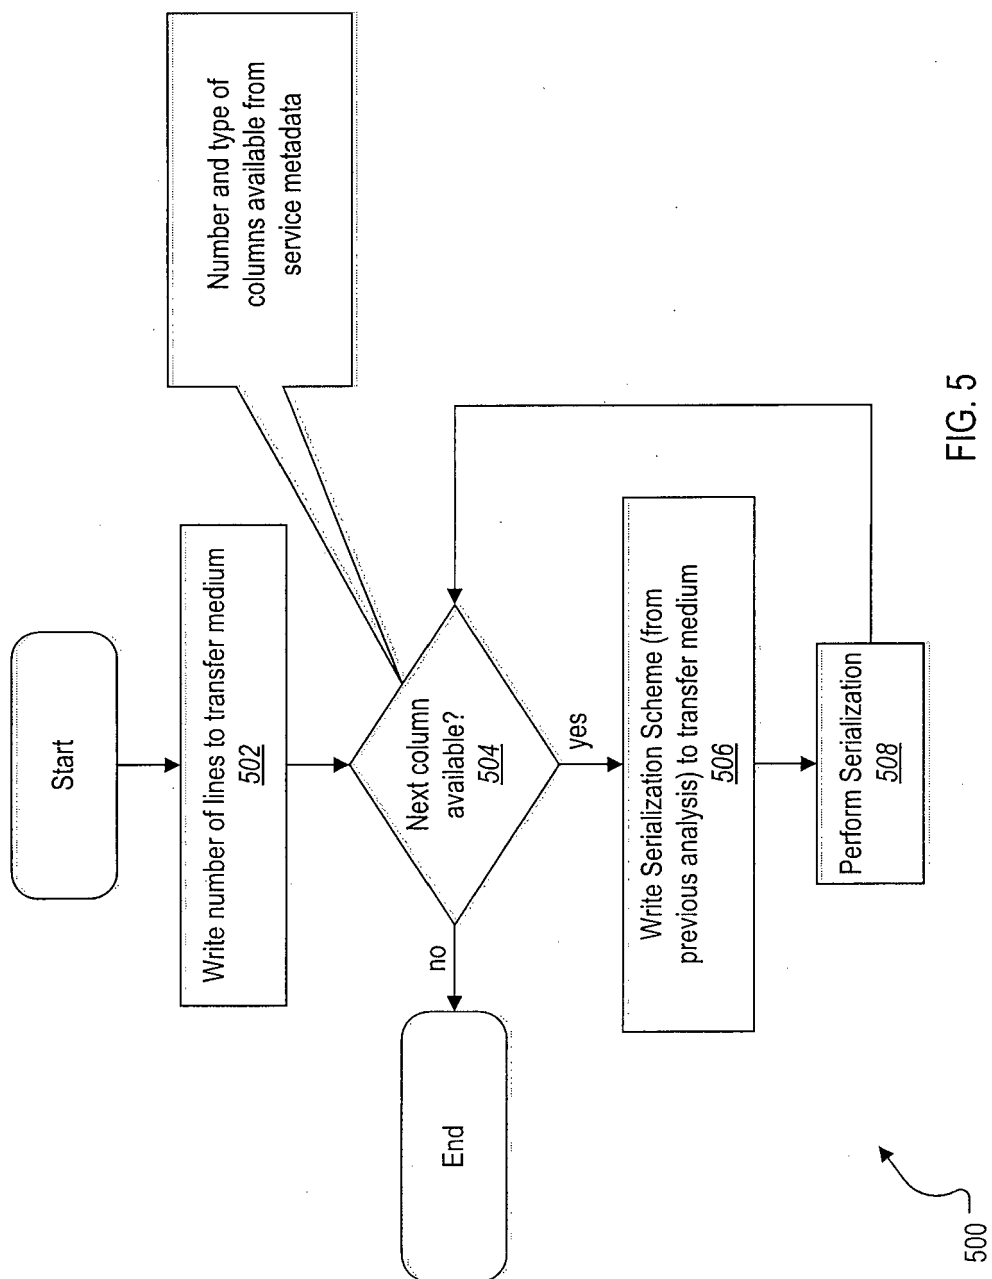 Start
Write number of lines to transfer medium
502
Number and type of
columns available from
service metadata
Next column
available?
504
no
yes
End
Write Serialization Scheme (from
previous analysis) to transfer medium
506
Perform Serialization
508
500
FIG. 5